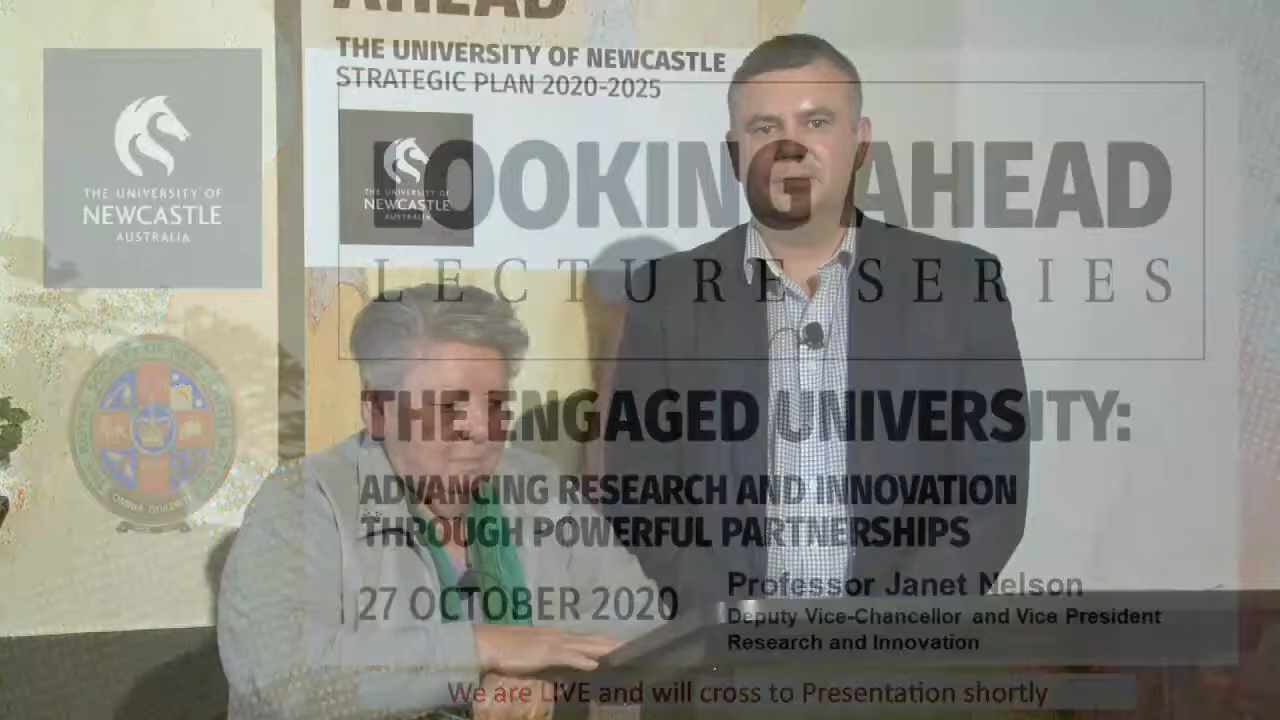 AHEAD
THE UNIVERSITY OF NEWCASTLE
STRATEGIC PLAN 2020-2025
THE UNIVERSITY OF
NEWCASTLE
AUSTRALIA
THE UNIVERSITY OF
NEWCASTLE
AUSTRALIA
LOOKING AHEAD
LECTURE SERIES
THE ENGAGED UNIVERSITY:
ADVANCING RESEARCH AND INNOVATION
THROUGH POWERFUL PARTNERSHIPS
27 OCTOBER 2020
Professor Janet Nelson
Deputy Vice-Chancellor and Vice President
Research and Innovation
We are LIVE and will cross to Presentation shortly